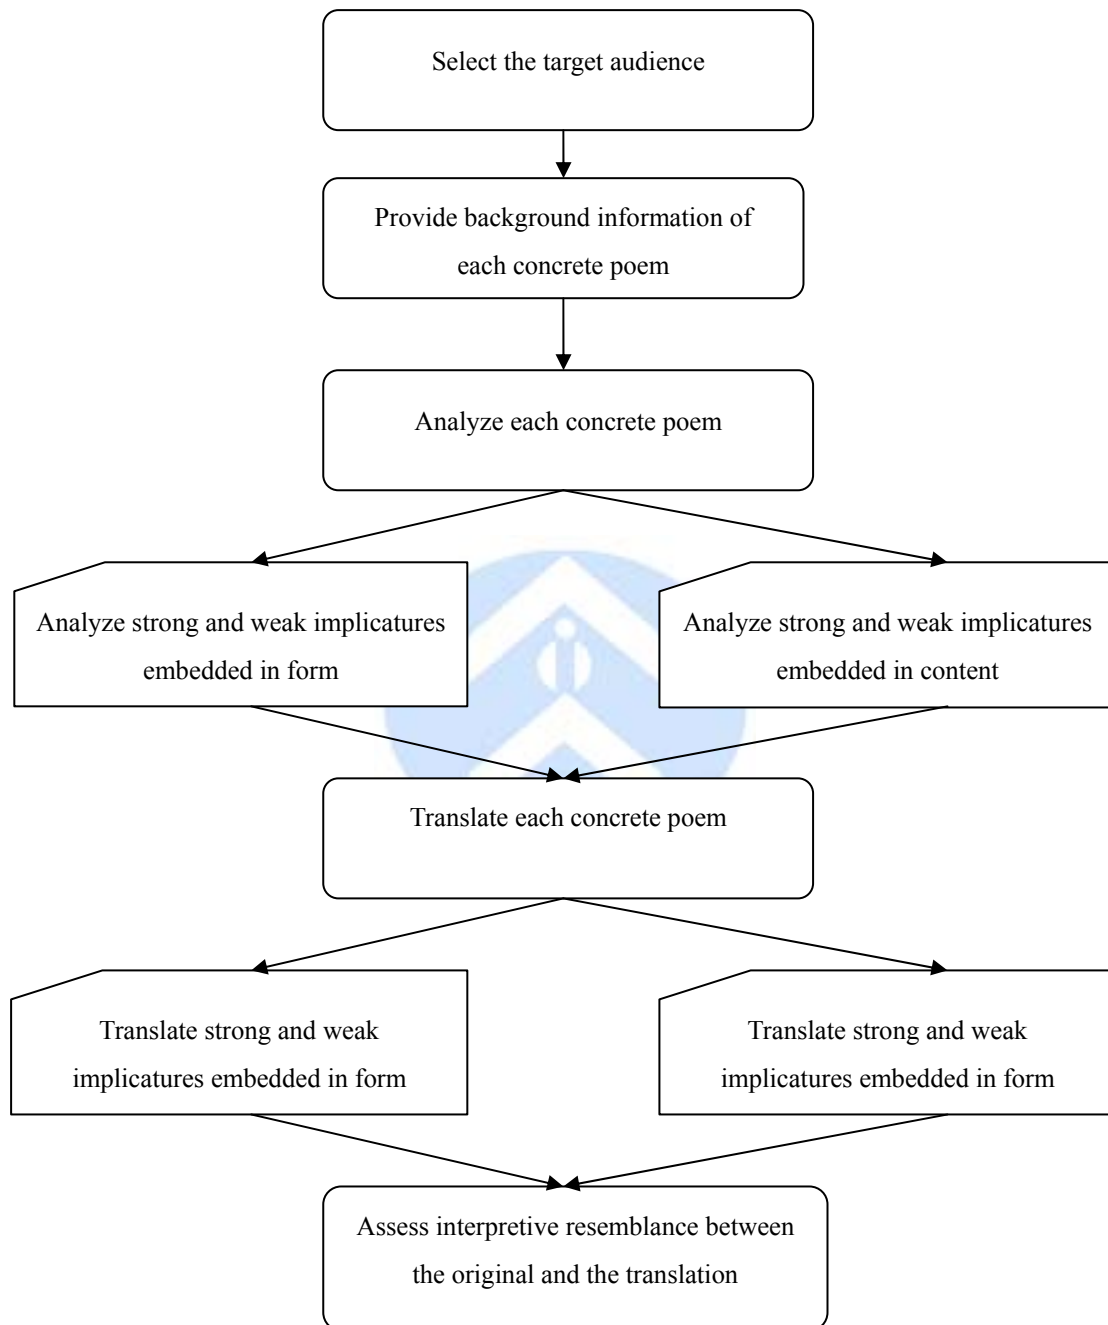 Select the target audience
Provide background information of
each concrete poem
Analyze each concrete poem
Analyze strong and weak implicatures
embedded in form
Analyze strong and weak implicatures
embedded in content
Translate each concrete poem
Translate strong and weak
implicatures embedded in form
Translate strong and weak
implicatures embedded in form
Assess interpretive resemblance between
the original and the translation